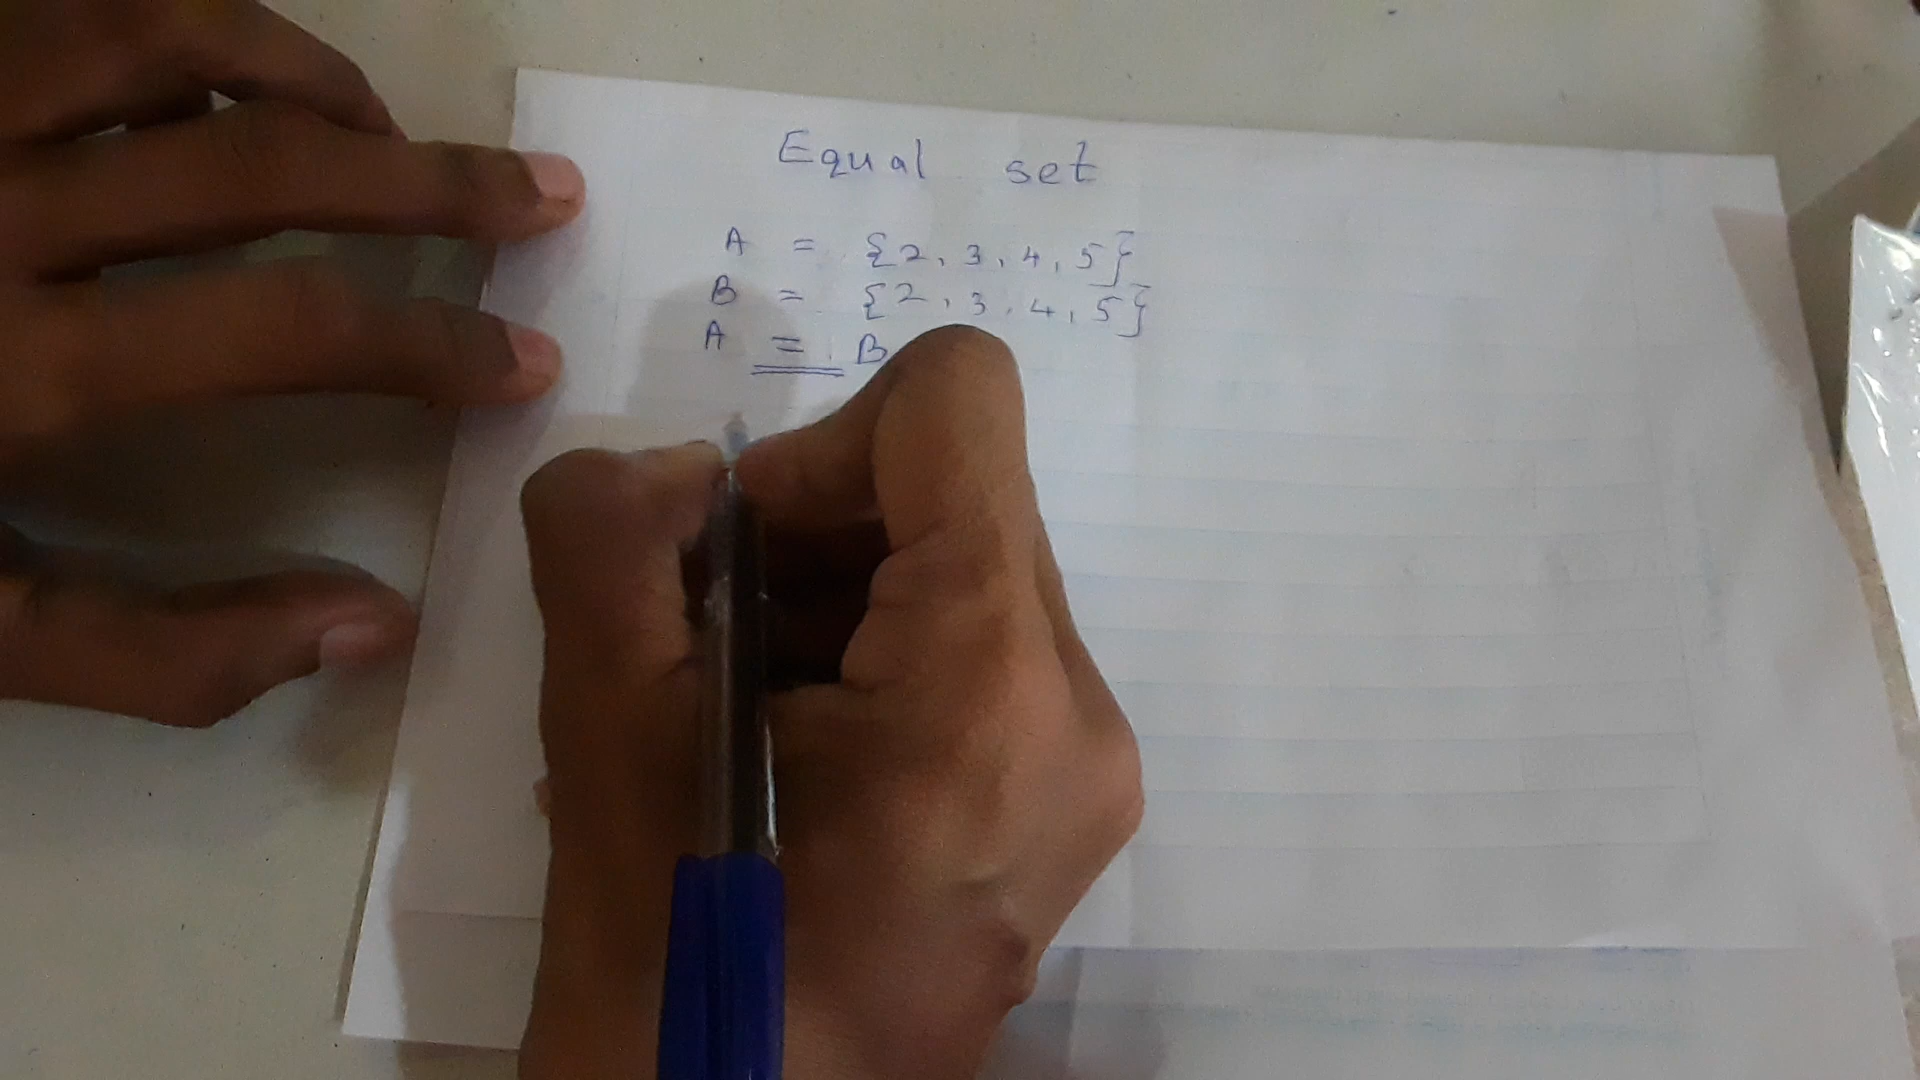 Equal set
A = {2, 3, 4, 5}
B = {2, 3, 4, 5}
A = B